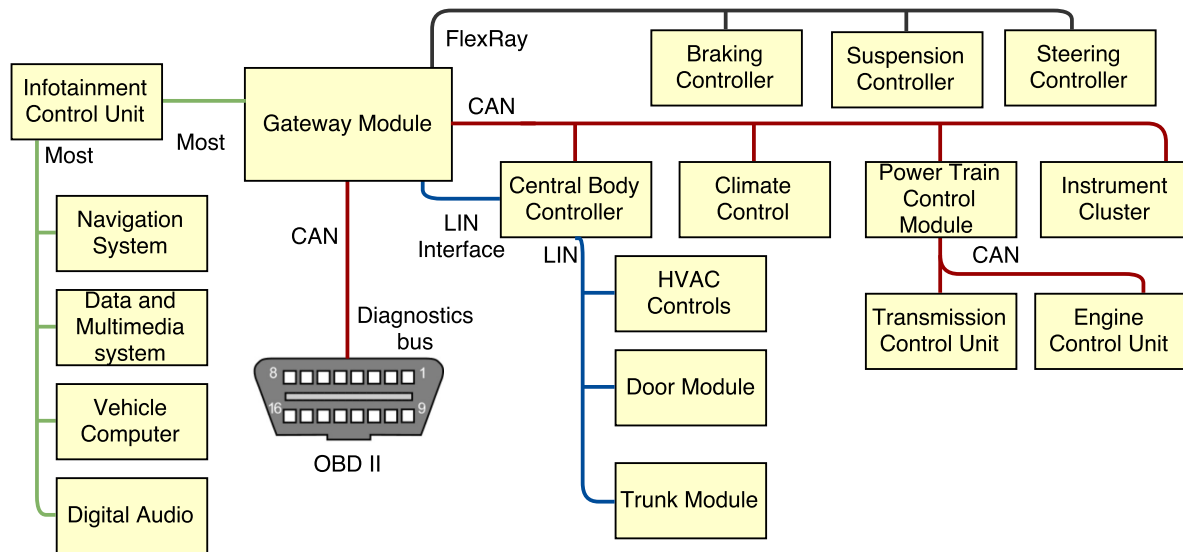 FlexRay
Braking
Controller
Suspension
Controller
Steering
Controller
Infotainment
Control Unit
Most
Most
Gateway Module
CAN
Central Body
Controller
Climate
Control
Power Train
Control
Module
Instrument
Cluster
LIN
Interface
CAN
LIN
CAN
Navigation
System
Data and
Multimedia
system
Vehicle
Computer
Digital Audio
HVAC
Controls
Door Module
Trunk Module
Transmission
Control Unit
Engine
Control Unit
Diagnostics
bus
8 1
16 9
OBD II